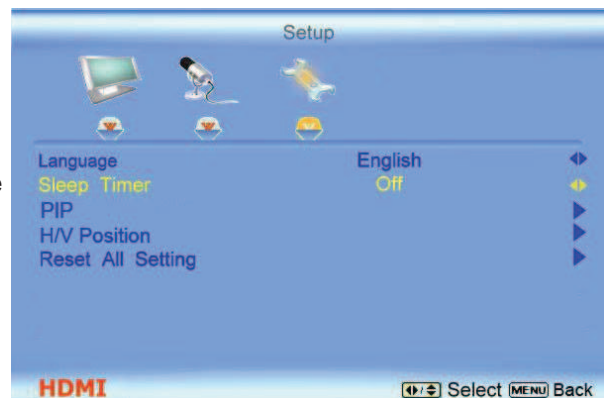 Setup
Language English
Sleep Timer Off
PIP
H/V Position
Reset All Setting
HDMI Select MENU Back